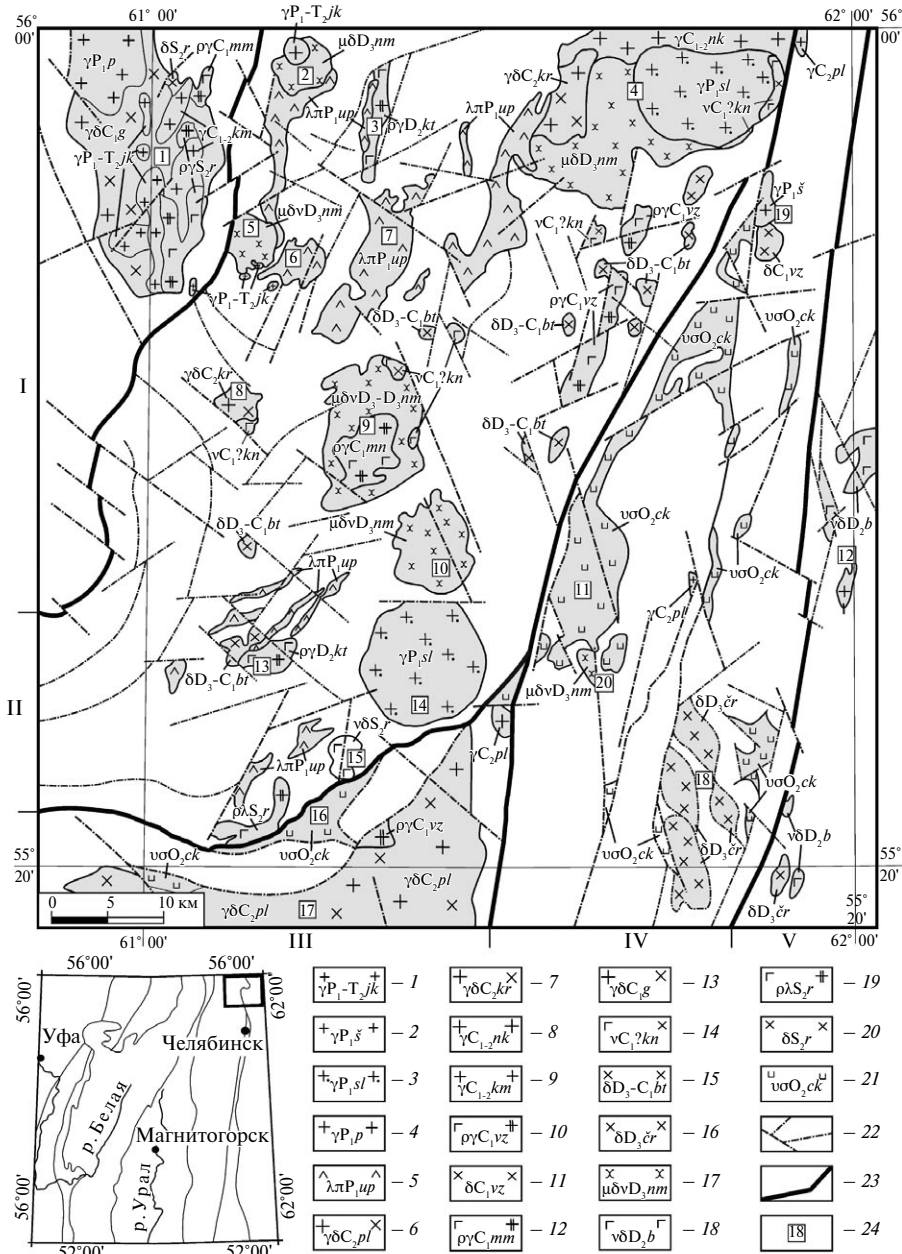 61° 00'
62° 00'
56°
00'
56°
00'
γP₁-T₂jk
γP₁p
δS₂r
ργC₁mm
μδνD₃nm
γC₁₋₂nk
γC₂pl
2
λπP₁up
γδC₂kr
4
γP₁sl
νC₁?kn
γδC₁g
γC₁₋₂km
3
ργD₂kt
λπP₁up
γP₁-T₂jk
1
ργS₂r
μδνD₃nm
γP₁š
19
5
μδνD₃nm
7
ργC₁vz
νC₁?kn
6
λπP₁up
δC₁vz
δD₃-C₁bt
γP₁-T₂jk
ργC₁vz
δD₃-C₁bt
δD₃-C₁bt
υσO₂ck
υσO₂ck
I
γδC₂kr
8
νC₁?kn
μδνD₃-D₃nm
9
δD₃-C₁bt
νC₁?kn
ργC₁mn
δD₃-C₁bt
μδνD₃nm
υσO₂ck
νδD₂b
12
10
λπP₁up
υσO₂ck
11
γC₂pl
ργD₂kt
γP₁sl
13
δD₃-C₁bt
μδνD₃nm
20
II
14
δD₃čr
νδS₂r
γC₂pl
15
λπP₁up
18
υσO₂ck
ρλS₂r
16
ργC₁vz
υσO₂ck
υσO₂ck
υσO₂ck
δD₃čr
νδD₂b
55°
20'
γδC₂pl
γδC₂pl
0 5 10 км
γδC₂pl
17
δD₃čr
55°
20'
61° 00'
III
IV
V
62° 00'
56°00'
56°00'
56°00'
62°00'
Уфа
Челябинск
р. Белая
Магнитогорск
р. Урал
56°00'
62°00'
52°00'
52°00'
γP₁-T₂jk – 1
γP₁š – 2
γP₁sl – 3
γP₁p – 4
λπP₁up – 5
γδC₂pl – 6
γδC₂kr – 7
γC₁₋₂nk – 8
γC₁₋₂km – 9
ργC₁vz – 10
δC₁vz – 11
ργC₁mm – 12
γδC₁g – 13
νC₁?kn – 14
δD₃-C₁bt – 15
δD₃čr – 16
μδνD₃nm – 17
νδD₂b – 18
ρλS₂r – 19
δS₂r – 20
υσO₂ck – 21
– 22
– 23
18 – 24